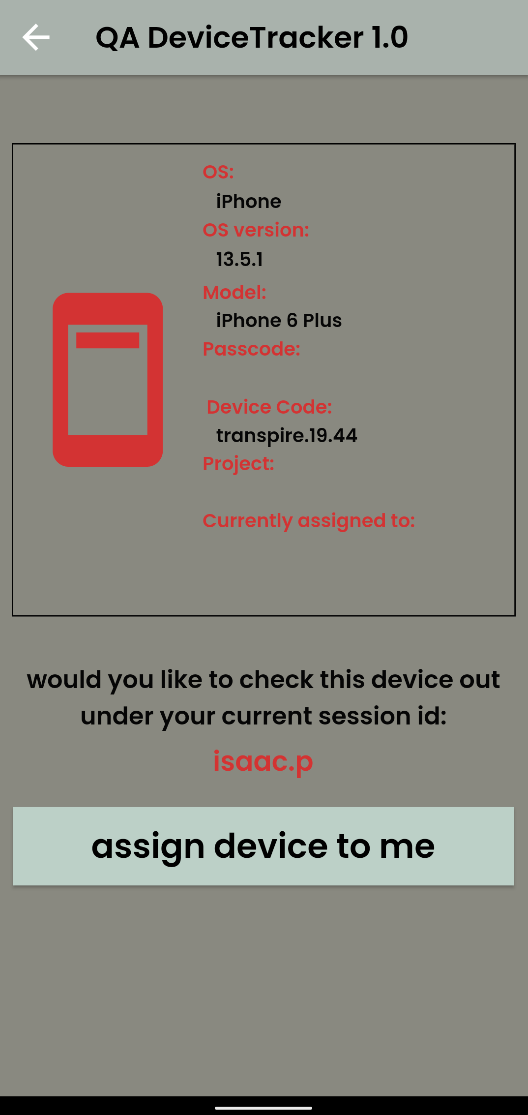 QA DeviceTracker 1.0
OS:
iPhone
OS version:
13.5.1
Model:
iPhone 6 Plus
Passcode:
Device Code:
transpire.19.44
Project:
Currently assigned to:
would you like to check this device out
under your current session id:
isaac.p
assign device to me